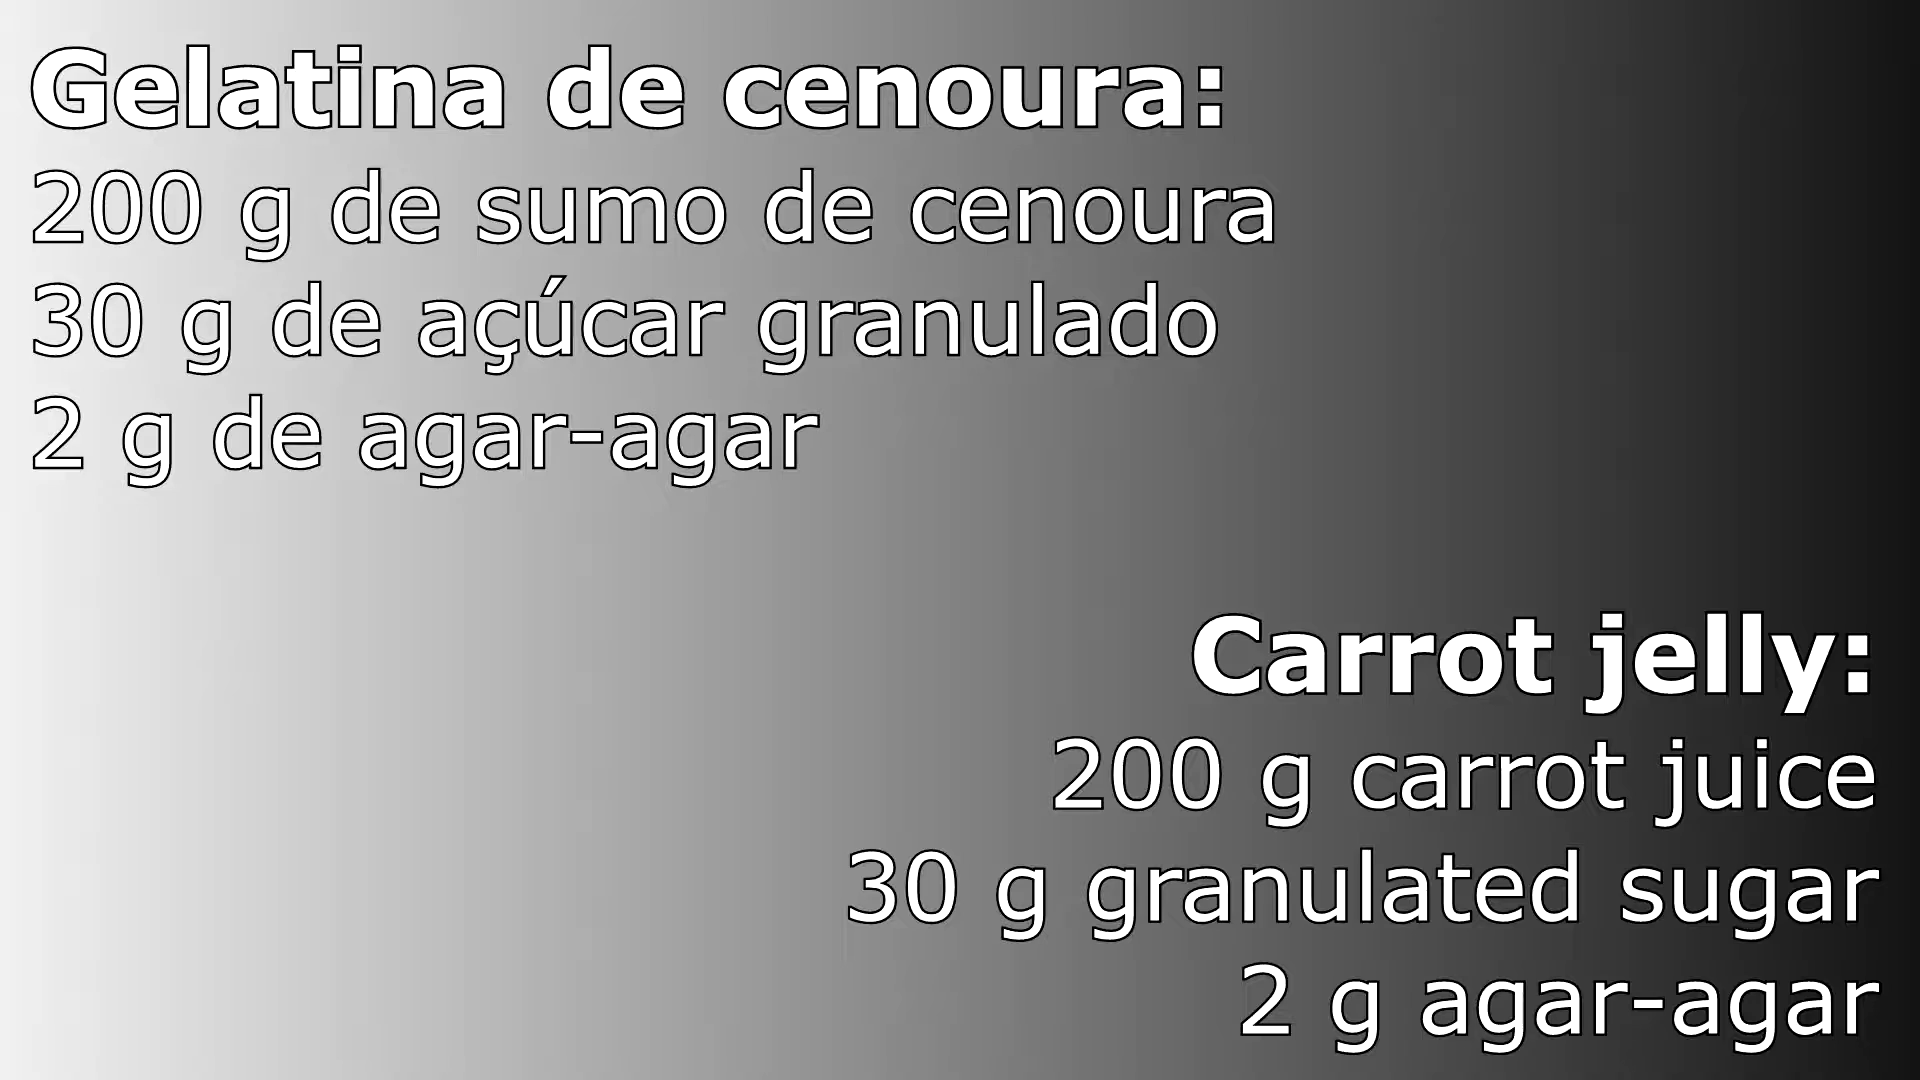 Gelatina de cenoura:
200 g de sumo de cenoura
30 g de açúcar granulado
2 g de agar-agar
Carrot jelly:
200 g carrot juice
30 g granulated sugar
2 g agar-agar